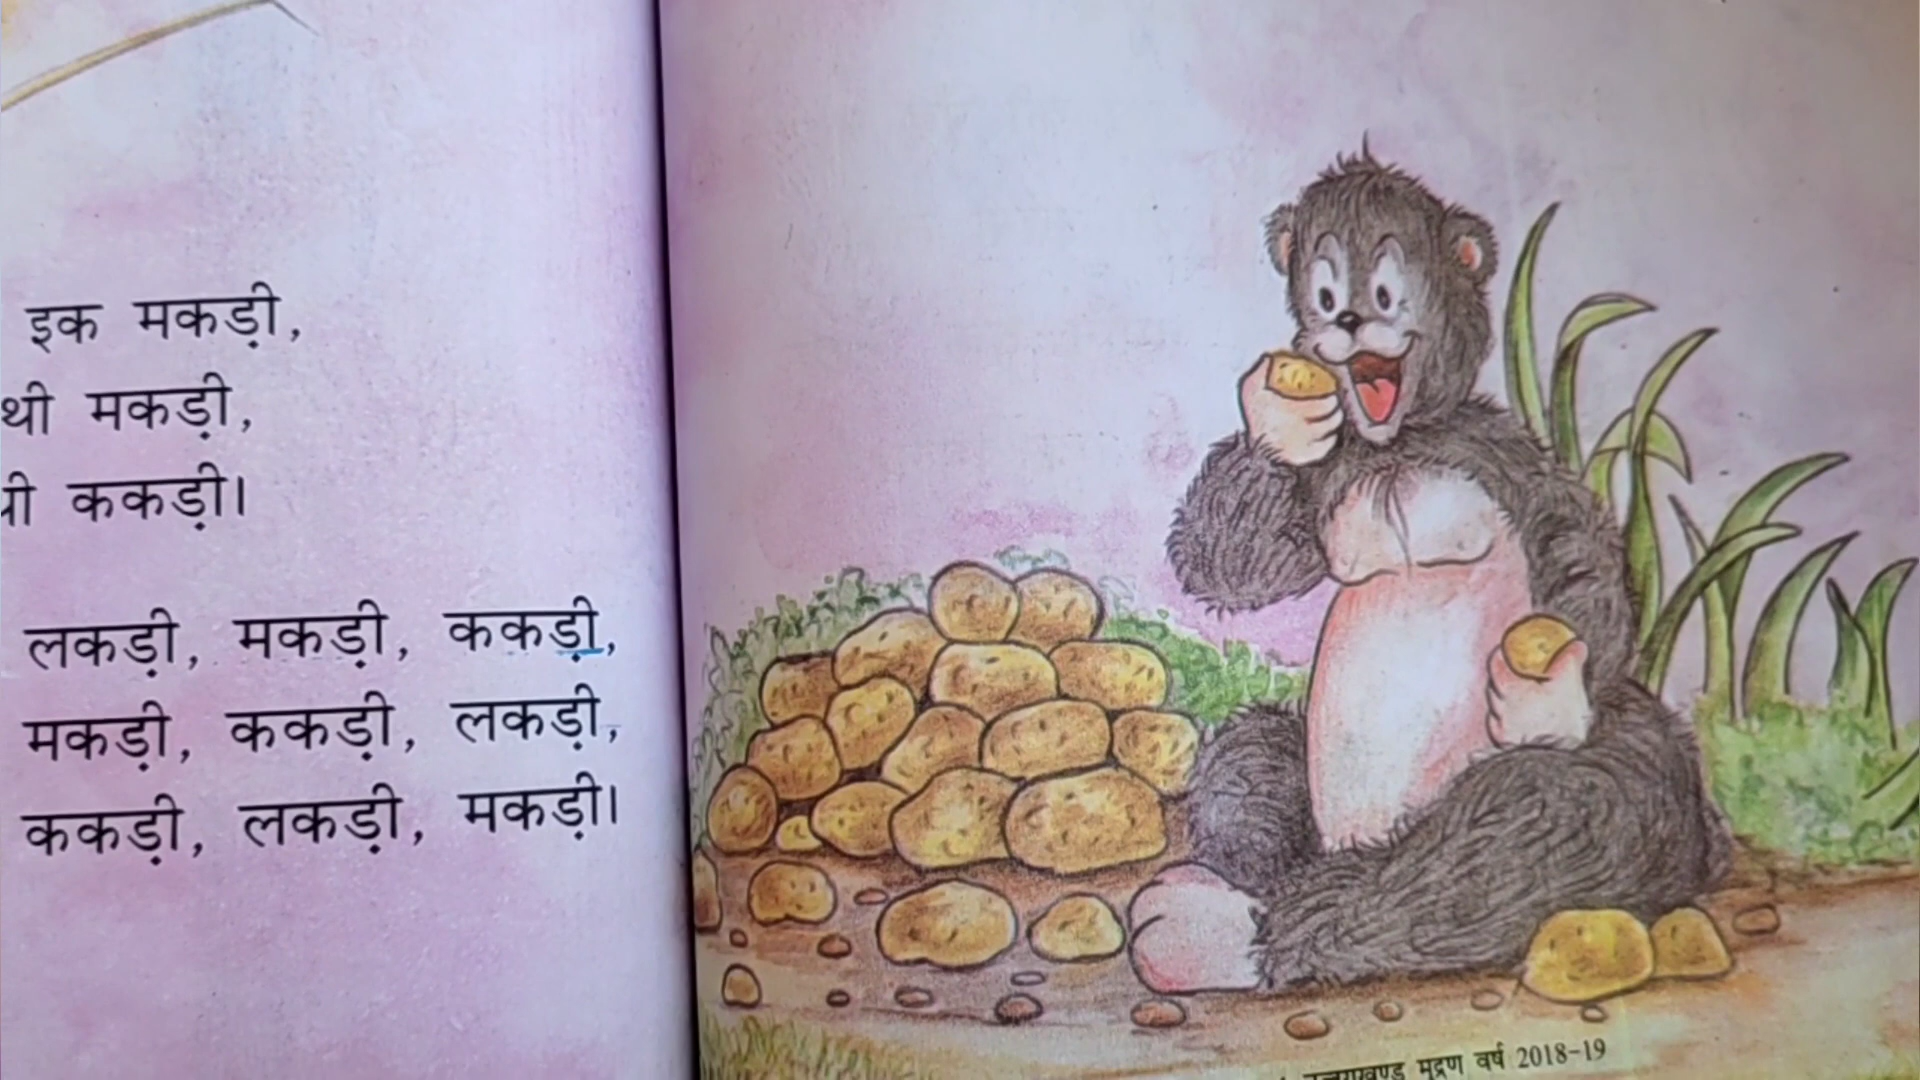 इक मकड़ी,
थी मकड़ी,
ककड़ी।
लकड़ी, मकड़ी, ककड़ी,
मकड़ी, ककड़ी, लकड़ी,
ककड़ी, लकड़ी, मकड़ी।
मुद्रण वर्ष 2018-19